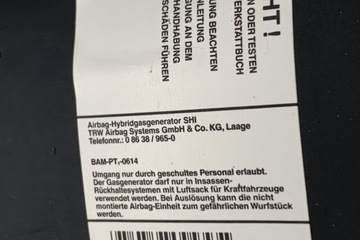 HT !
N ODER TESTEN
ERKSTATTBUCH
UNG BEACHTEN
NLEITUNG
GUNG AN DEM
HANDHABUNG
SCHÄDEN FÜHREN
Airbag-Hybridgasgenerator SHI
TRW Airbag Systems GmbH & Co. KG, Laage
Telefonnr.: 0 86 38 / 965-0
BAM-PT₁-0614
Umgang nur durch geschultes Personal erlaubt.
Der Gasgenerator darf nur in Insassen-
Rückhaltesystemen mit Luftsack für Kraftfahrzeuge
verwendet werden. Bei Auslösung kann die nicht
montierte Airbag-Einheit zum gefährlichen Wurfstück
werden.